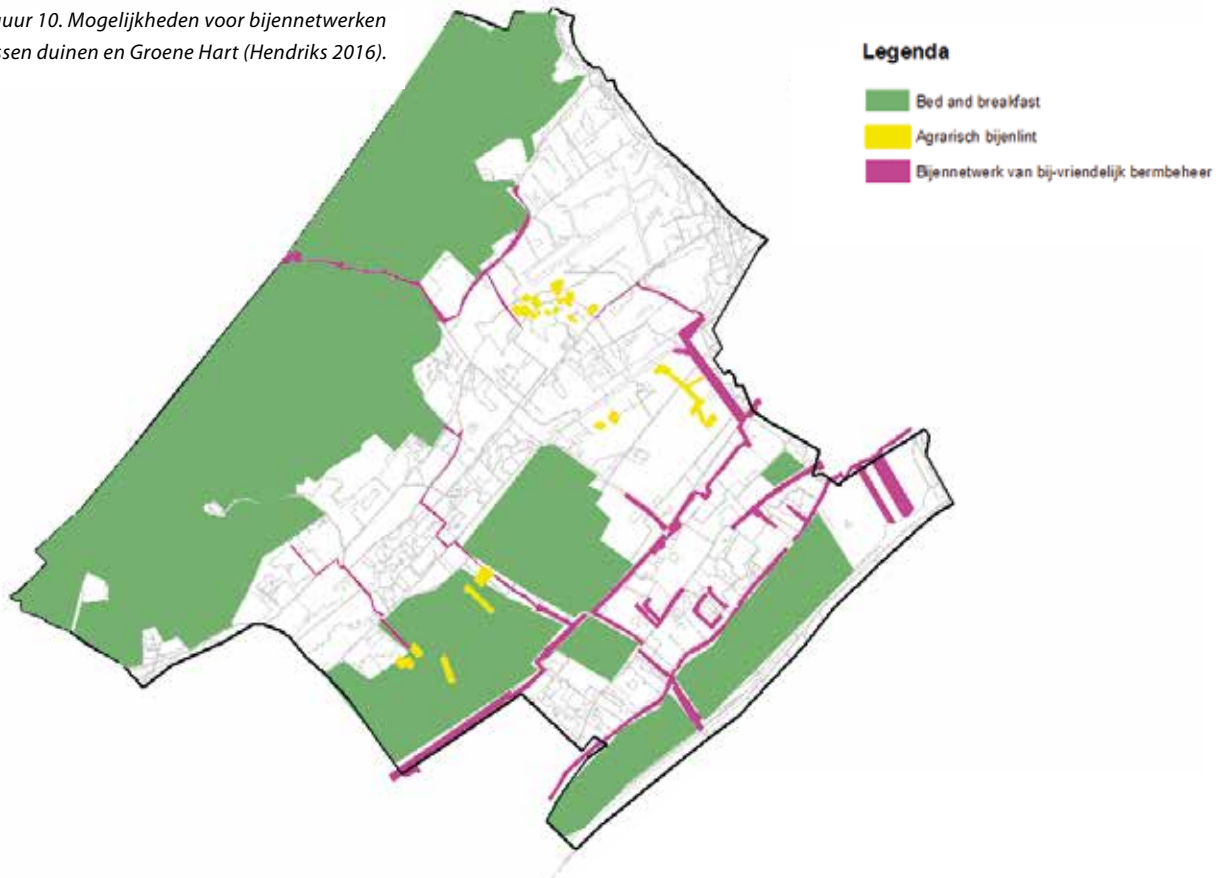 uur 10. Mogelijkheden voor bijennetwerken
ssen duinen en Groene Hart (Hendriks 2016).
Legenda
Bed and breakfast
Agrarisch bijenlint
Bijennetwerk van bij-vriendelijk bermbeheer